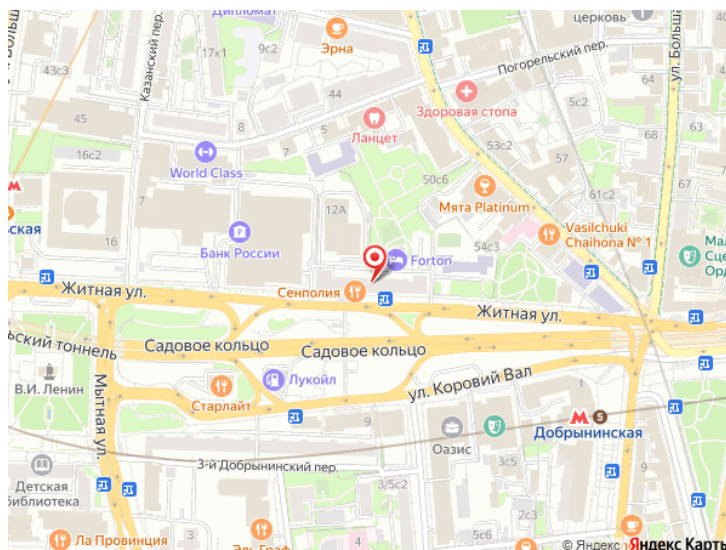 Дипломат
17к1
9с2
Эрна
церковь
5
ул. Большая
Казанский пер.
43с3
Погорельский пер.
44
Здоровая стопа
5с2
45
Ланцет
67
68
16с2
World Class
53с2
57
64
7
50с6
61с2
12А
Мята Platinum
7
16
Банк России
54с3
Vasilchuki
Chaihona № 1
Forton
Житная ул.
Сенполия
Житная ул.
Садовое кольцо
Садовое кольцо
тоннель
В.И. Ленин
Лукойл
ул. Коровий Вал
Старлайт
1
Мытная ул.
9
5
Добрынинская
Оазис
3-й Добрынинский пер.
3с5
9
Детская
библиотека
3/5с2
Ла Провинция
4
© Яндекс
Яндекс Карты